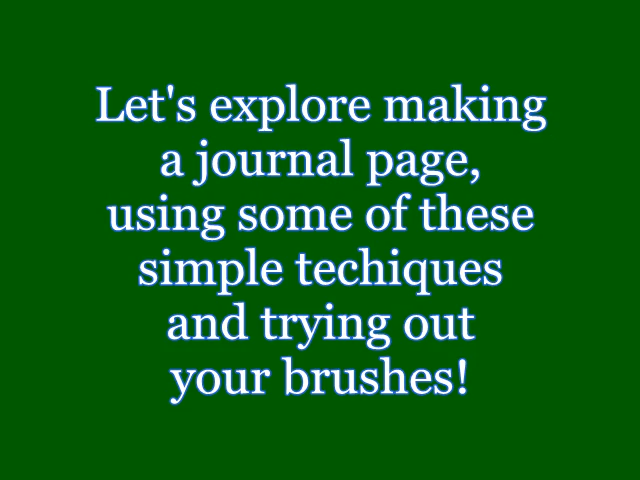 Let's explore making
a journal page,
using some of these
simple techiques
and trying out
your brushes!